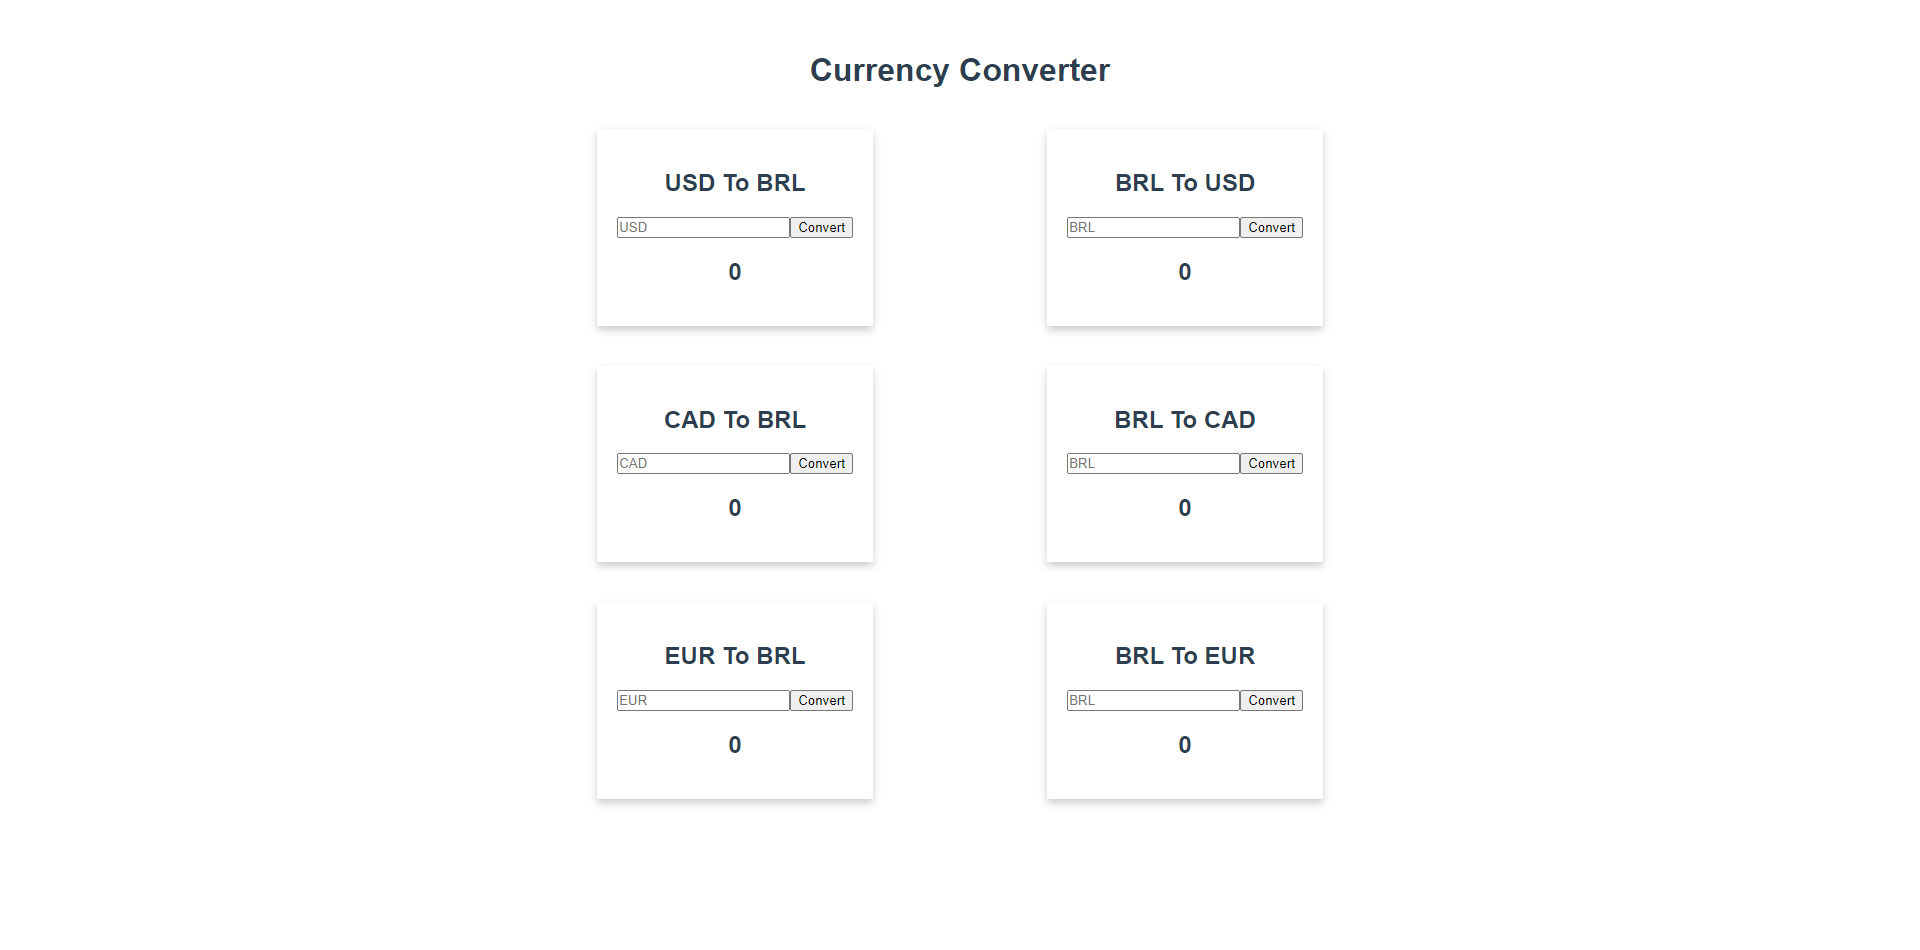 Currency Converter
USD To BRL
USD Convert
0
BRL To USD
BRL Convert
0
CAD To BRL
CAD Convert
0
BRL To CAD
BRL Convert
0
EUR To BRL
EUR Convert
0
BRL To EUR
BRL Convert
0